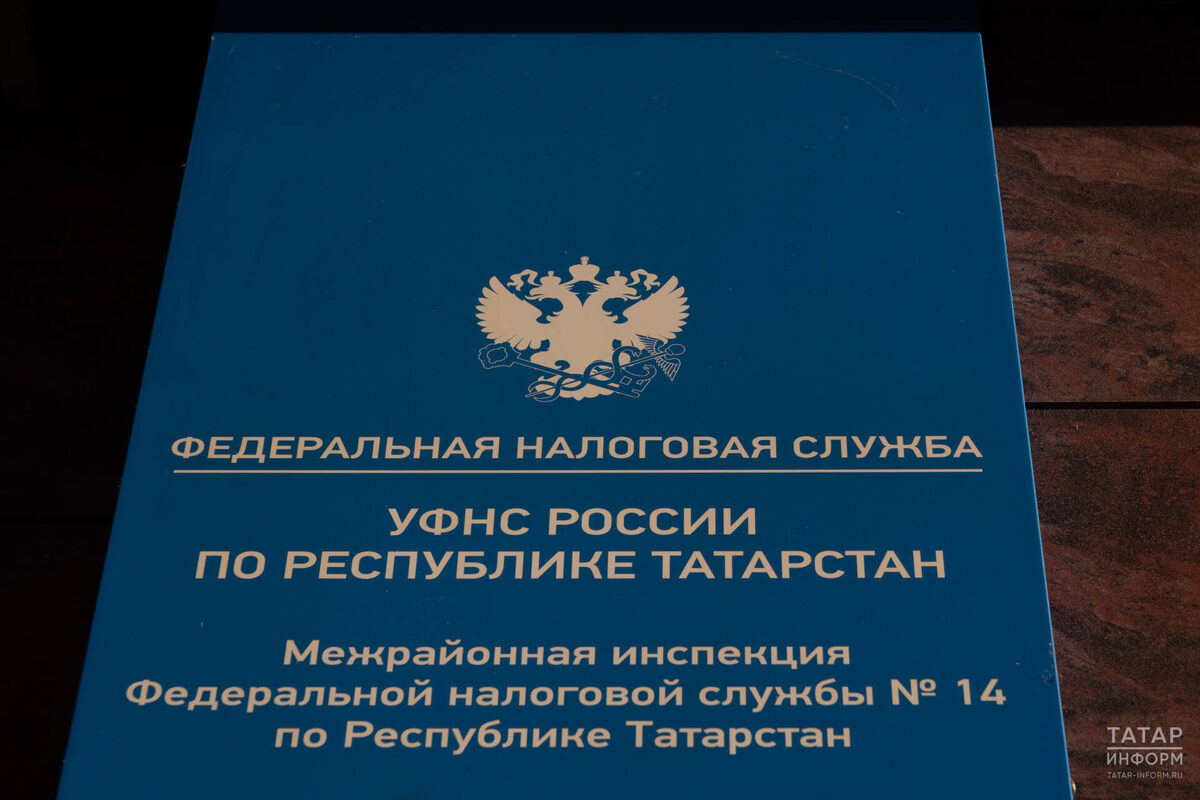 ФЕДЕРАЛЬНАЯ НАЛОГОВАЯ СЛУЖБА
УФНС РОССИИ
ПО РЕСПУБЛИКЕ ТАТАРСТАН
Межрайонная инспекция
Федеральной налоговой службы № 14
по Республике Татарстан
ТАТАР
ИНФОРМ
TATAR-INFORM.RU